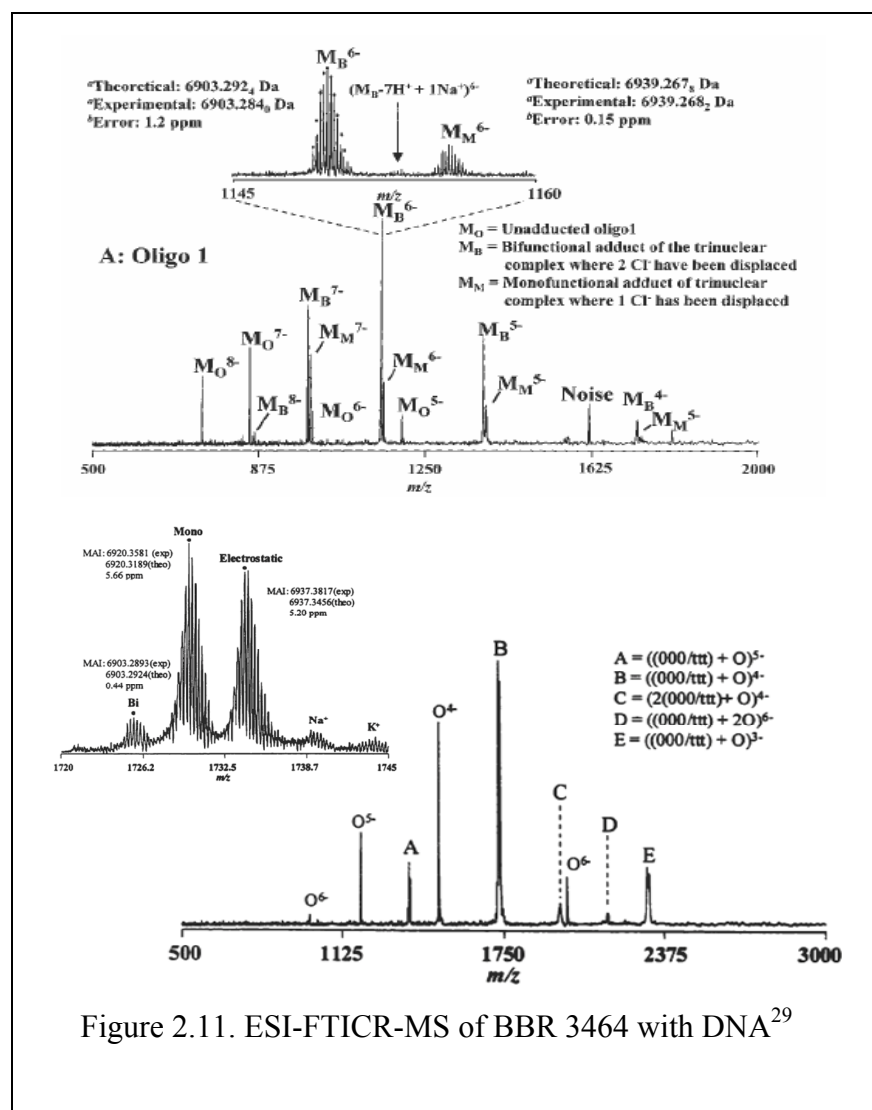 M_B^6-
ᵃTheoretical: 6903.292₄ Da
ᵃExperimental: 6903.284₀ Da
ᵇError: 1.2 ppm
(M_B-7H⁺ + 1Na⁺)^6-
ᵃTheoretical: 6939.267₈ Da
ᵃExperimental: 6939.268₂ Da
ᵇError: 0.15 ppm
M_M^6-
1145
m/z
1160
M_B^6-
A: Oligo 1
M_O = Unadducted oligo1
M_B = Bifunctional adduct of the trinuclear
complex where 2 Cl⁻ have been displaced
M_M = Monofunctional adduct of trinuclear
complex where 1 Cl⁻ has been displaced
M_O^8-
M_O^7-
M_B^8-
M_B^7-
M_M^7-
M_O^6-
M_M^6-
M_O^5-
M_B^5-
M_M^5-
Noise
M_B^4-
M_M^5-
500 875 1250 1625 2000
m/z
Mono
MAI: 6920.3581 (exp)
6920.3189(theo)
5.66 ppm
Electrostatic
MAI: 6937.3817(exp)
6937.3456(theo)
5.20 ppm
MAI: 6903.2893(exp)
6903.2924(theo)
0.44 ppm
Bi
Na⁺
K⁺
1720 1726.2 1732.5 1738.7 1745
m/z
A = ((000/ttt) + O)^5-
B = ((000/ttt) + O)^4-
C = (2(000/ttt)+ O)^4-
D = ((000/ttt) + 2O)^6-
E = ((000/ttt) + O)^3-
O^6-
O^5-
A
O^4-
B
C
O^6-
D
E
500 1125 1750 2375 3000
m/z
Figure 2.11. ESI-FTICR-MS of BBR 3464 with DNA²⁹